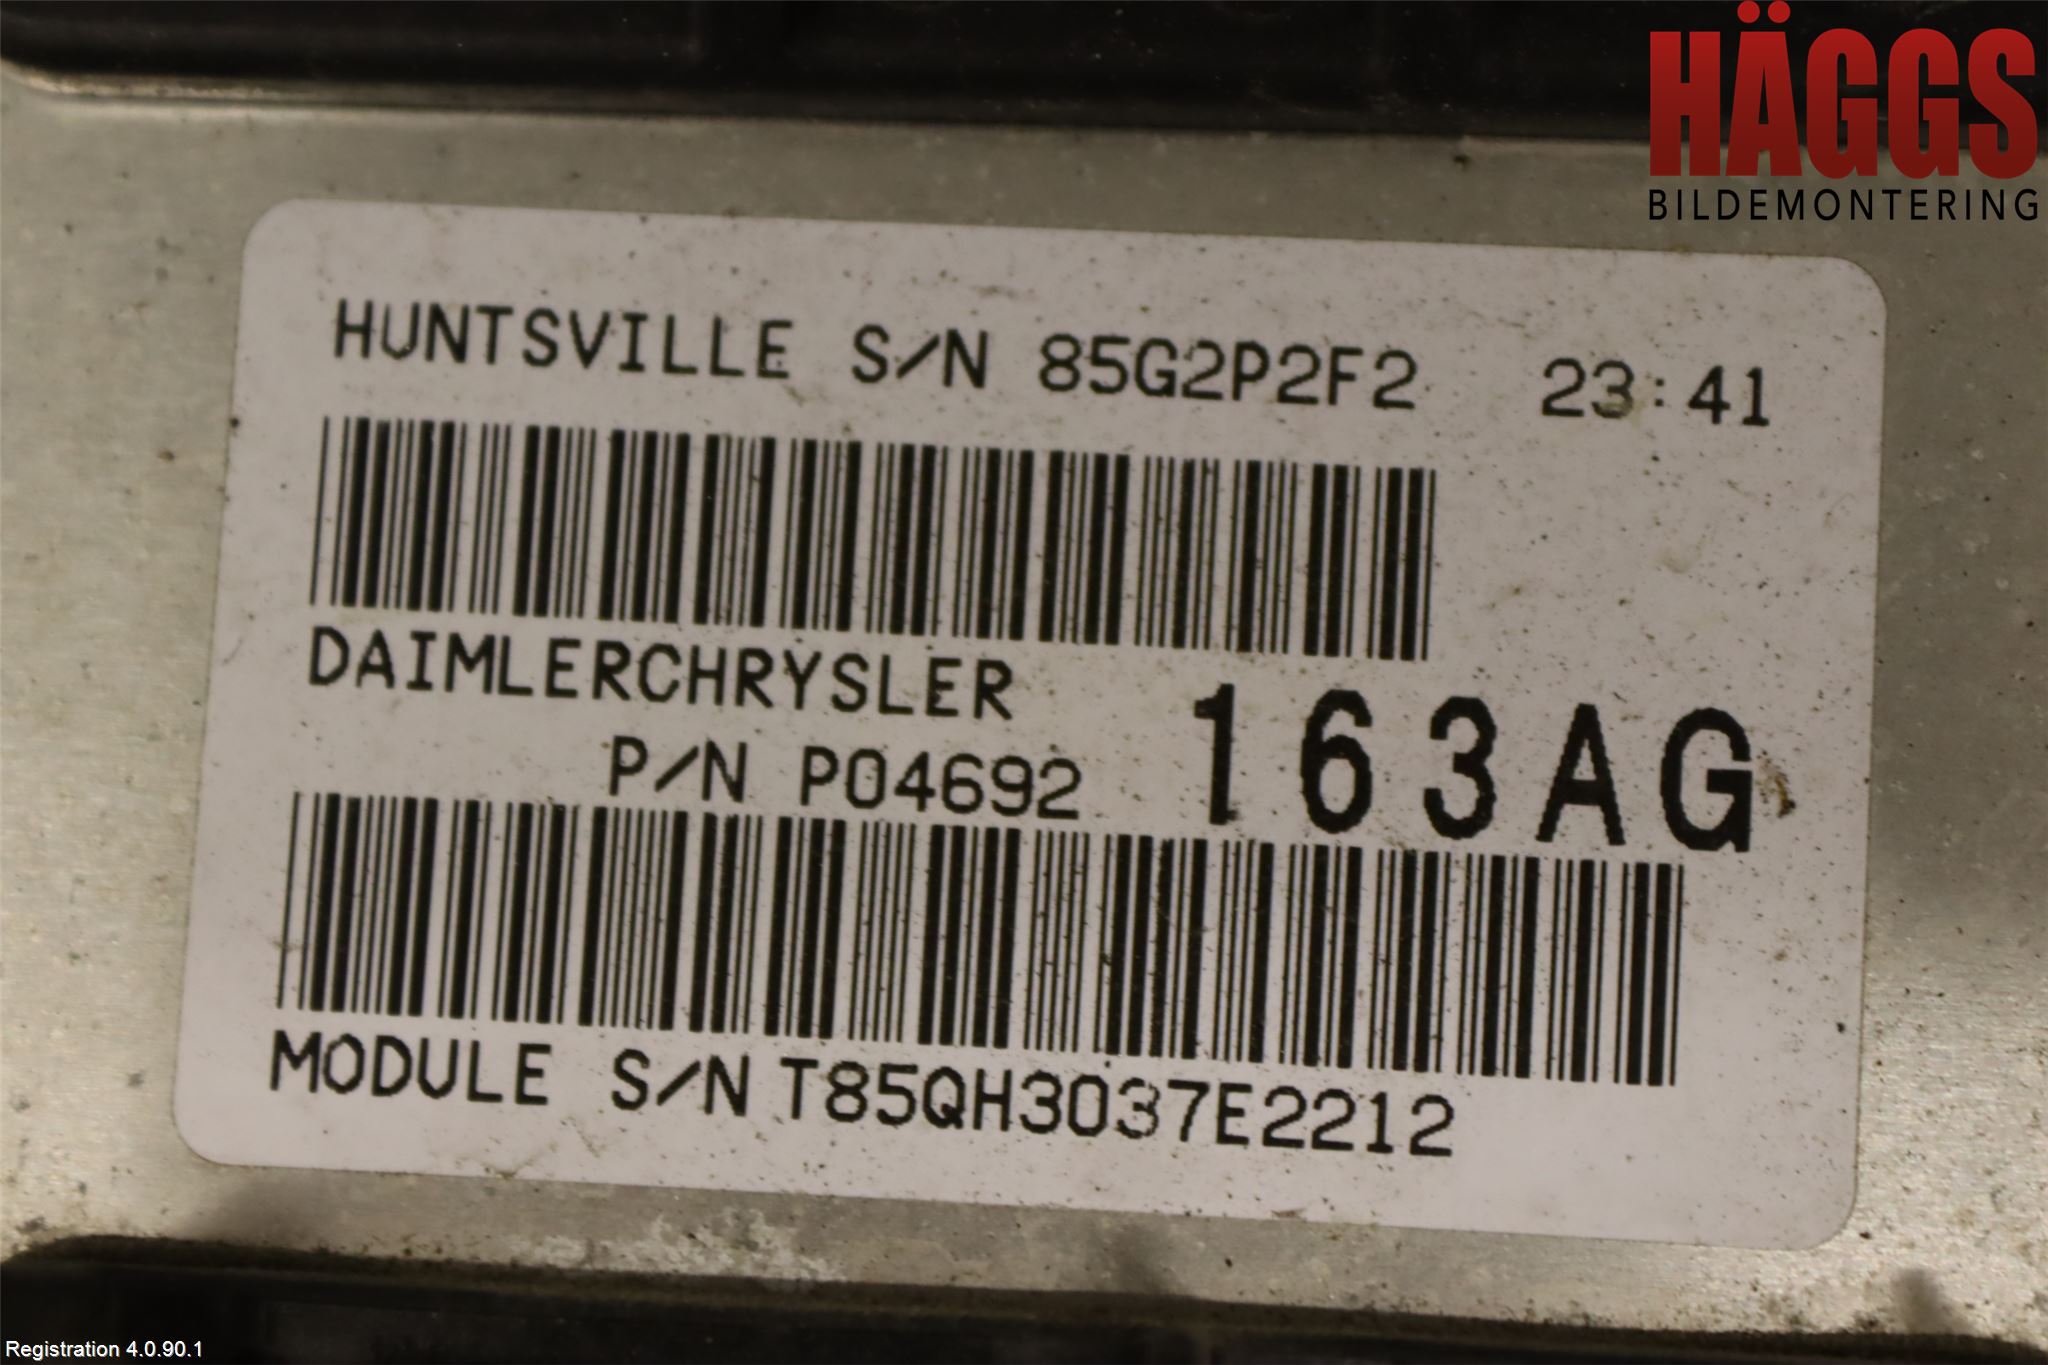 HÄGGS
BILDEMONTERING
HUNTSVILLE S/N 85G2P2F2 23:41
DAIMLERCHRYSLER
P/N P04692 163AG
MODULE S/N T85QH3037E2212
Registration 4.0.90.1